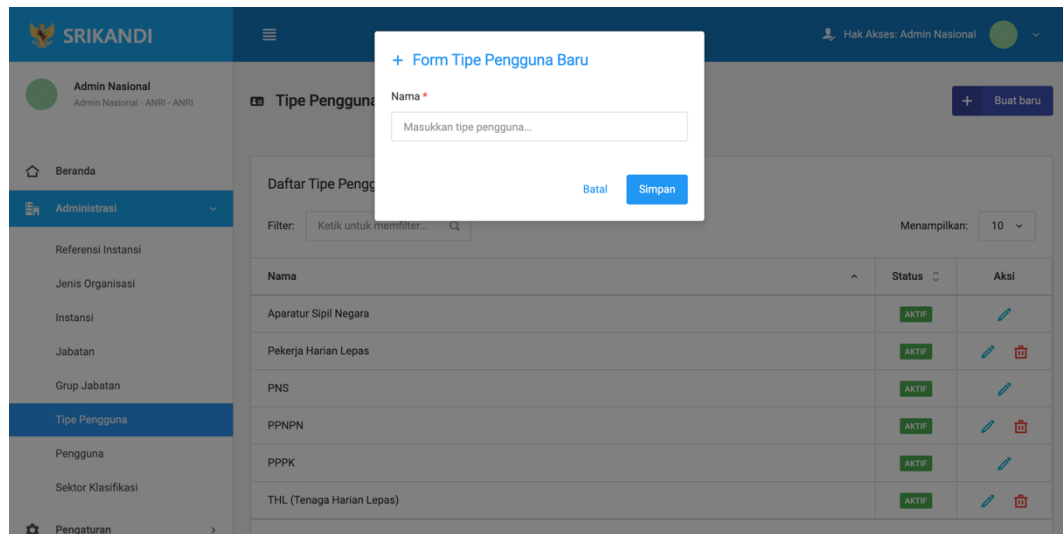 SRIKANDI
Hak Akses: Admin Nasional
Admin Nasional
Admin Nasional - ANRI - ANRI
Tipe Pengguna
+ Buat baru
+ Form Tipe Pengguna Baru
Nama *
Masukkan tipe pengguna...
Batal Simpan
Beranda
Administrasi
Referensi Instansi
Jenis Organisasi
Instansi
Jabatan
Grup Jabatan
Tipe Pengguna
Pengguna
Sektor Klasifikasi
Pengaturan
Daftar Tipe Pengg
Filter: Ketik untuk memfilter... Menampilkan: 10
Nama Status Aksi
Aparatur Sipil Negara AKTIF
Pekerja Harian Lepas AKTIF
PNS AKTIF
PPNPN AKTIF
PPPK AKTIF
THL (Tenaga Harian Lepas) AKTIF